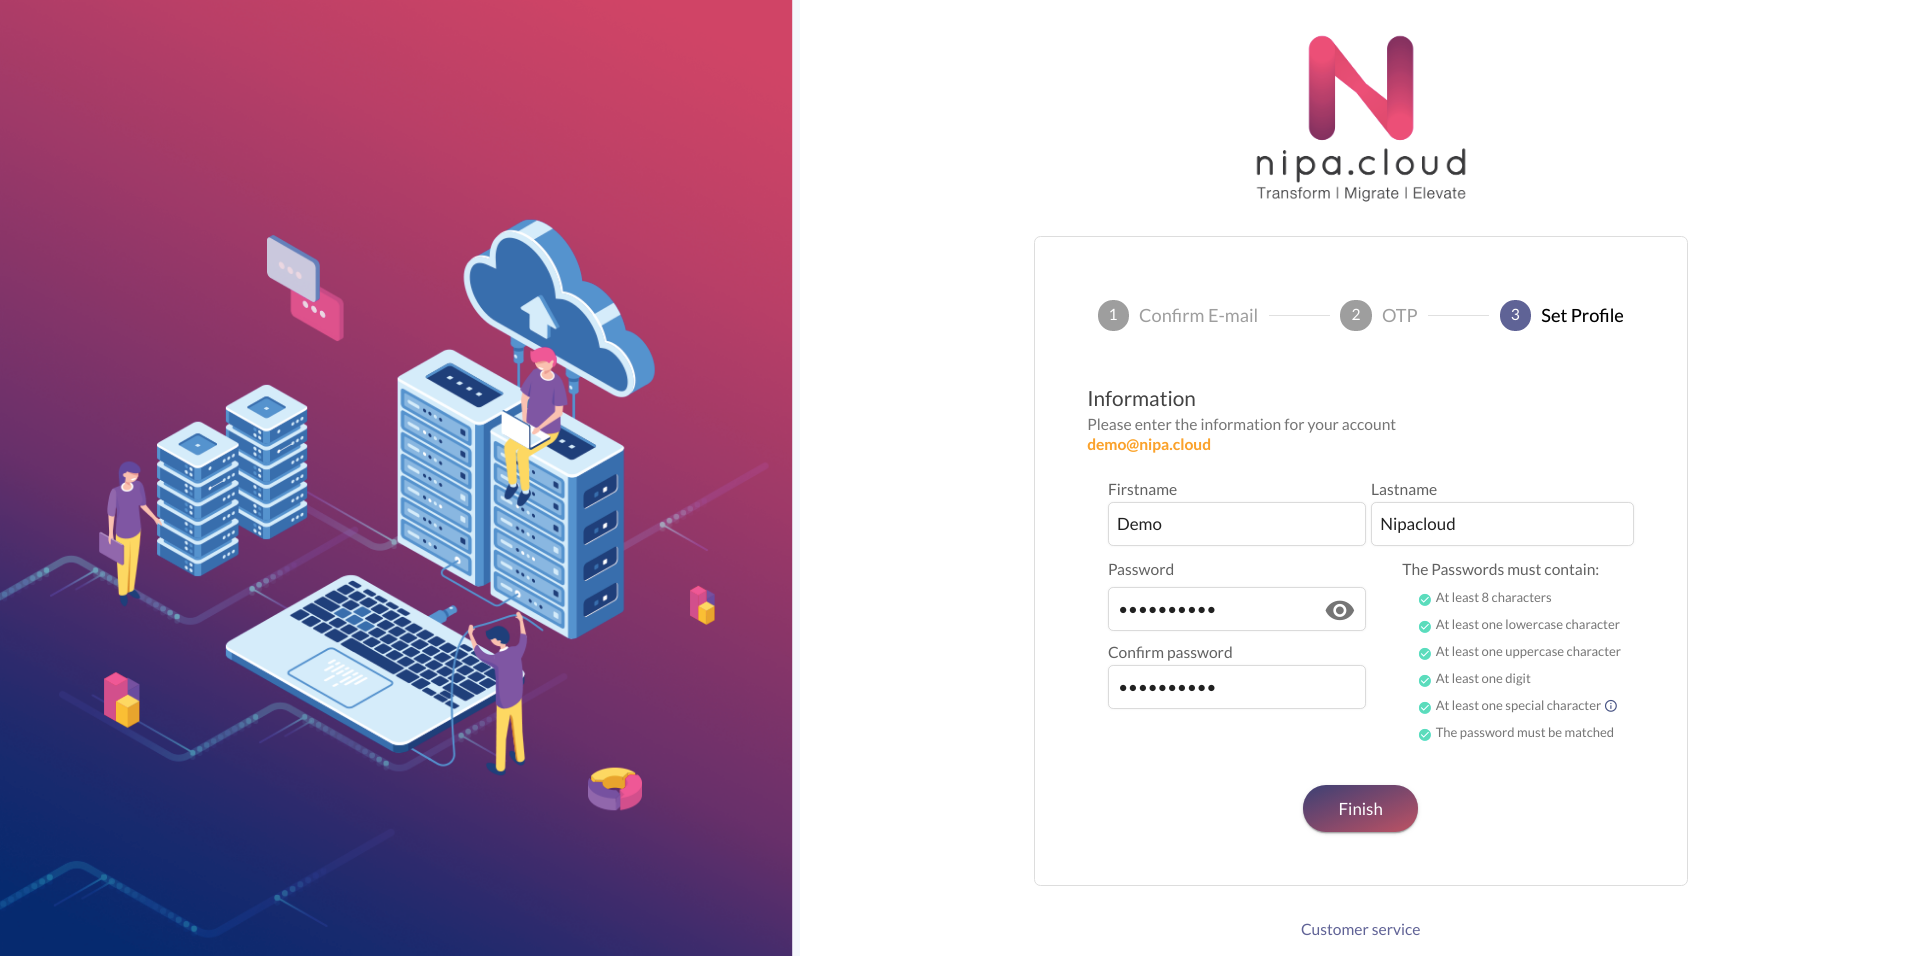 nipa.cloud
Transform | Migrate | Elevate
1 Confirm E-mail 2 OTP 3 Set Profile
Information
Please enter the information for your account
demo@nipa.cloud
Firstname Lastname
Demo Nipacloud
Password
Confirm password
The Passwords must contain:
At least 8 characters
At least one lowercase character
At least one uppercase character
At least one digit
At least one special character
The password must be matched
Finish
Customer service